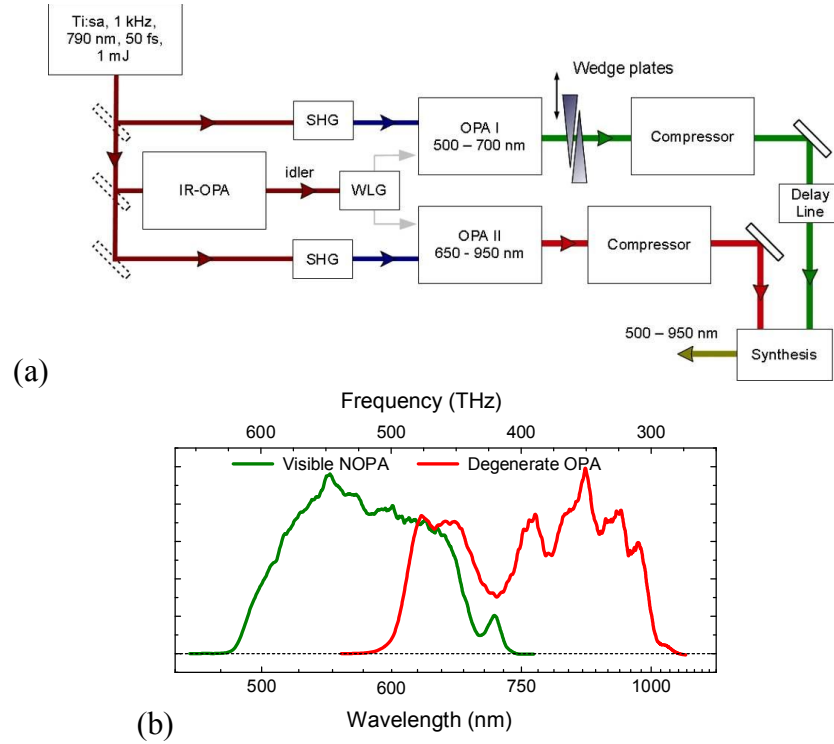 Ti:sa, 1 kHz,
790 nm, 50 fs,
1 mJ
SHG
OPA I
500 – 700 nm
Wedge plates
Compressor
IR-OPA
idler
WLG
Delay
Line
SHG
OPA II
650 - 950 nm
Compressor
500 – 950 nm
Synthesis
(a)
Frequency (THz)
600 500 400 300
Visible NOPA Degenerate OPA
500 600 750 1000
Wavelength (nm)
(b)